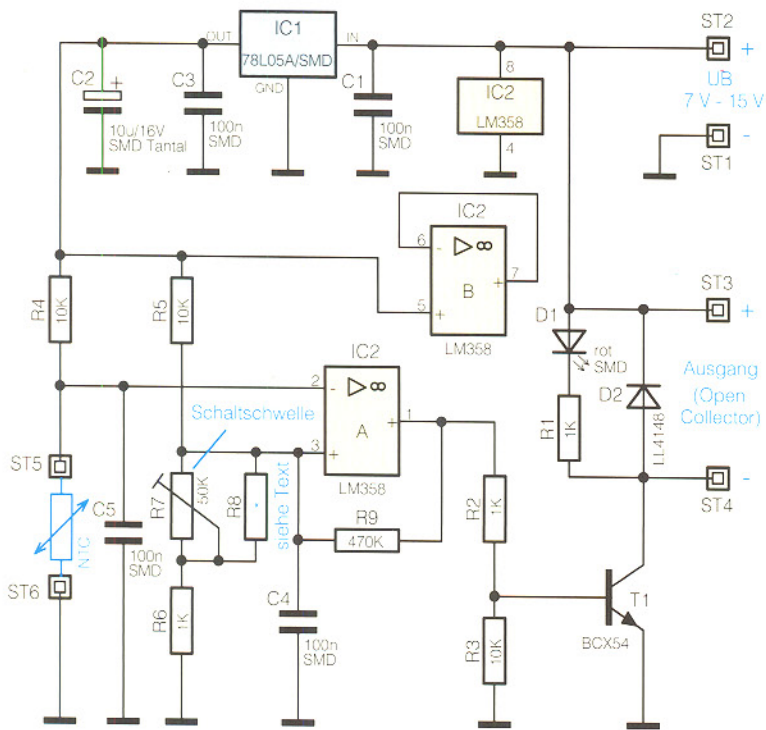 IC1
78L05A/SMD
OUT
IN
GND
C2
+
10u/16V
SMD Tantal
C3
100n
SMD
C1
100n
SMD
8
IC2
LM358
4
ST2
+
UB
7 V - 15 V
-
ST1
IC2
6
-
▷∞
7
+
B
5
+
LM358
R4
10K
R5
10K
D1
rot
SMD
ST3
+
Ausgang
(Open
Collector)
D2
LL4148
R1
1K
-
ST4
IC2
2
-
▷∞
1
+
A
3
+
LM358
Schaltschwelle
ST5
NTC
ST6
C5
100n
SMD
R7
50K
R8
*
siehe Text
R9
470K
R2
1K
R6
1K
C4
100n
SMD
R3
10K
T1
BCX54